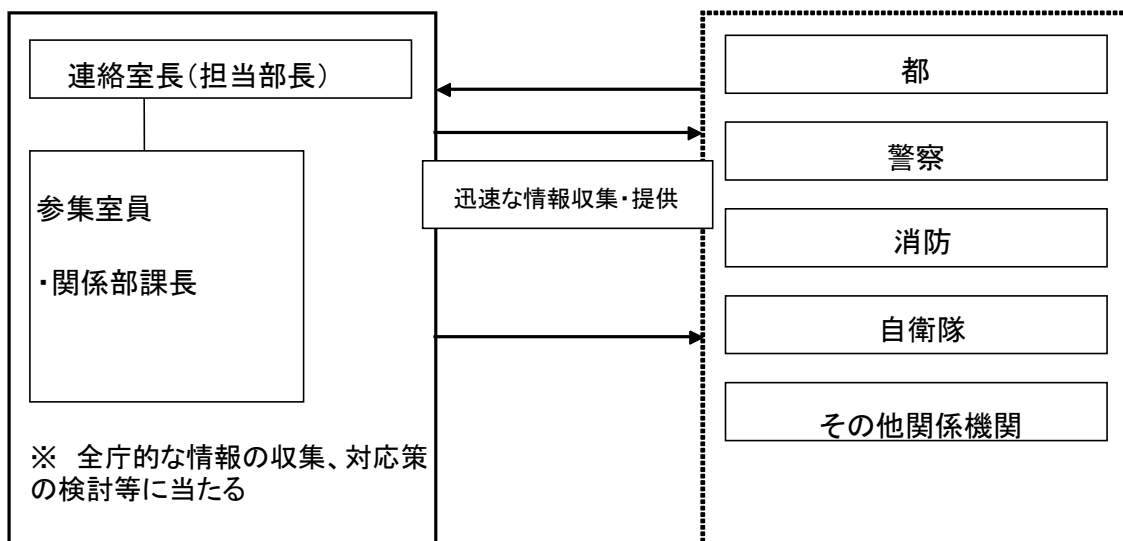 連絡室長（担当部長）
参集室員
・関係部課長
※　全庁的な情報の収集、対応策
の検討等に当たる
迅速な情報収集・提供
都
警察
消防
自衛隊
その他関係機関